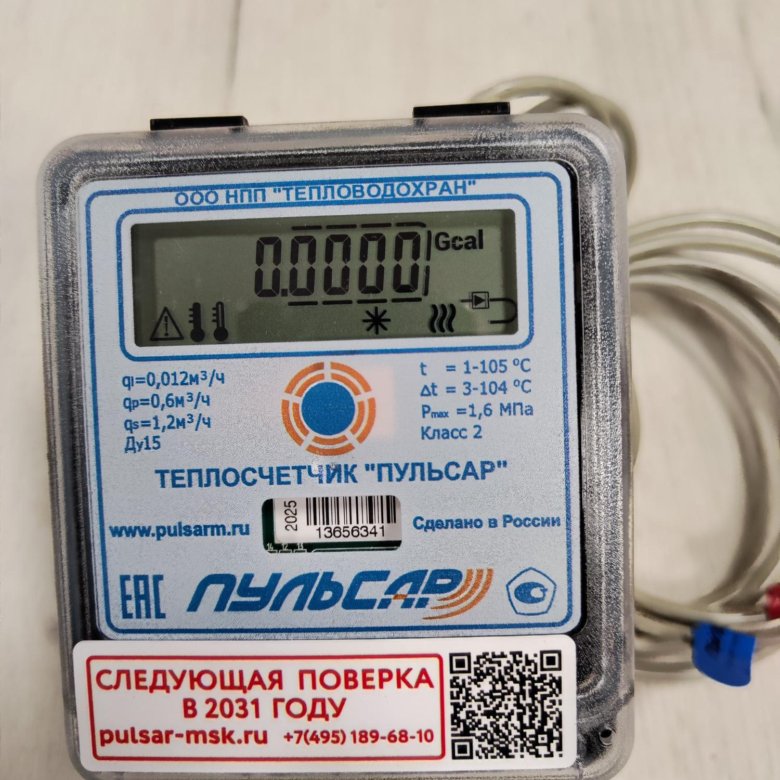 ООО НПП "ТЕПЛОВОДОХРАН"
0.0000 Gcal
qi=0,012м³/ч
qp=0,6м³/ч
qs=1,2м³/ч
Ду15
t = 1-105 ºC
Δt = 3-104 ºC
Pmax =1,6 МПа
Класс 2
ТЕПЛОСЧЕТЧИК "ПУЛЬСАР"
www.pulsarm.ru
2025
13656341
Сделано в России
EAC
ПУЛЬСАР
СЛЕДУЮЩАЯ ПОВЕРКА
В 2031 ГОДУ
pulsar-msk.ru +7(495) 189-68-10